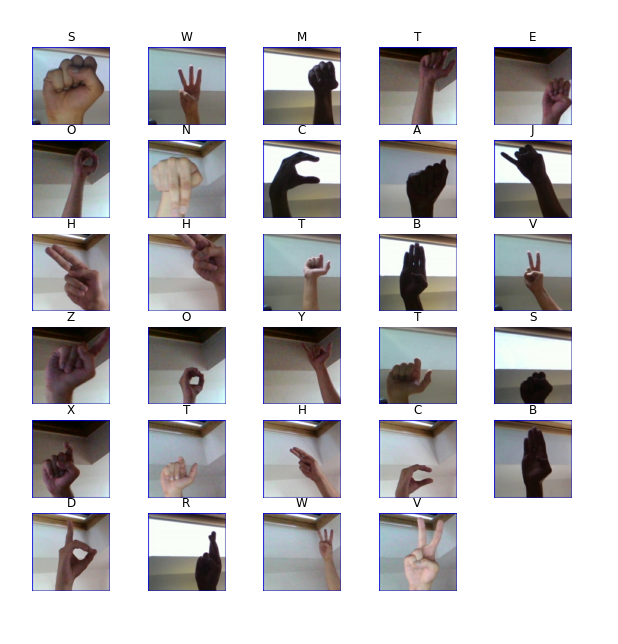 S W M T E
O N C A J
H H T B V
Z O Y T S
X T H C B
D R W V